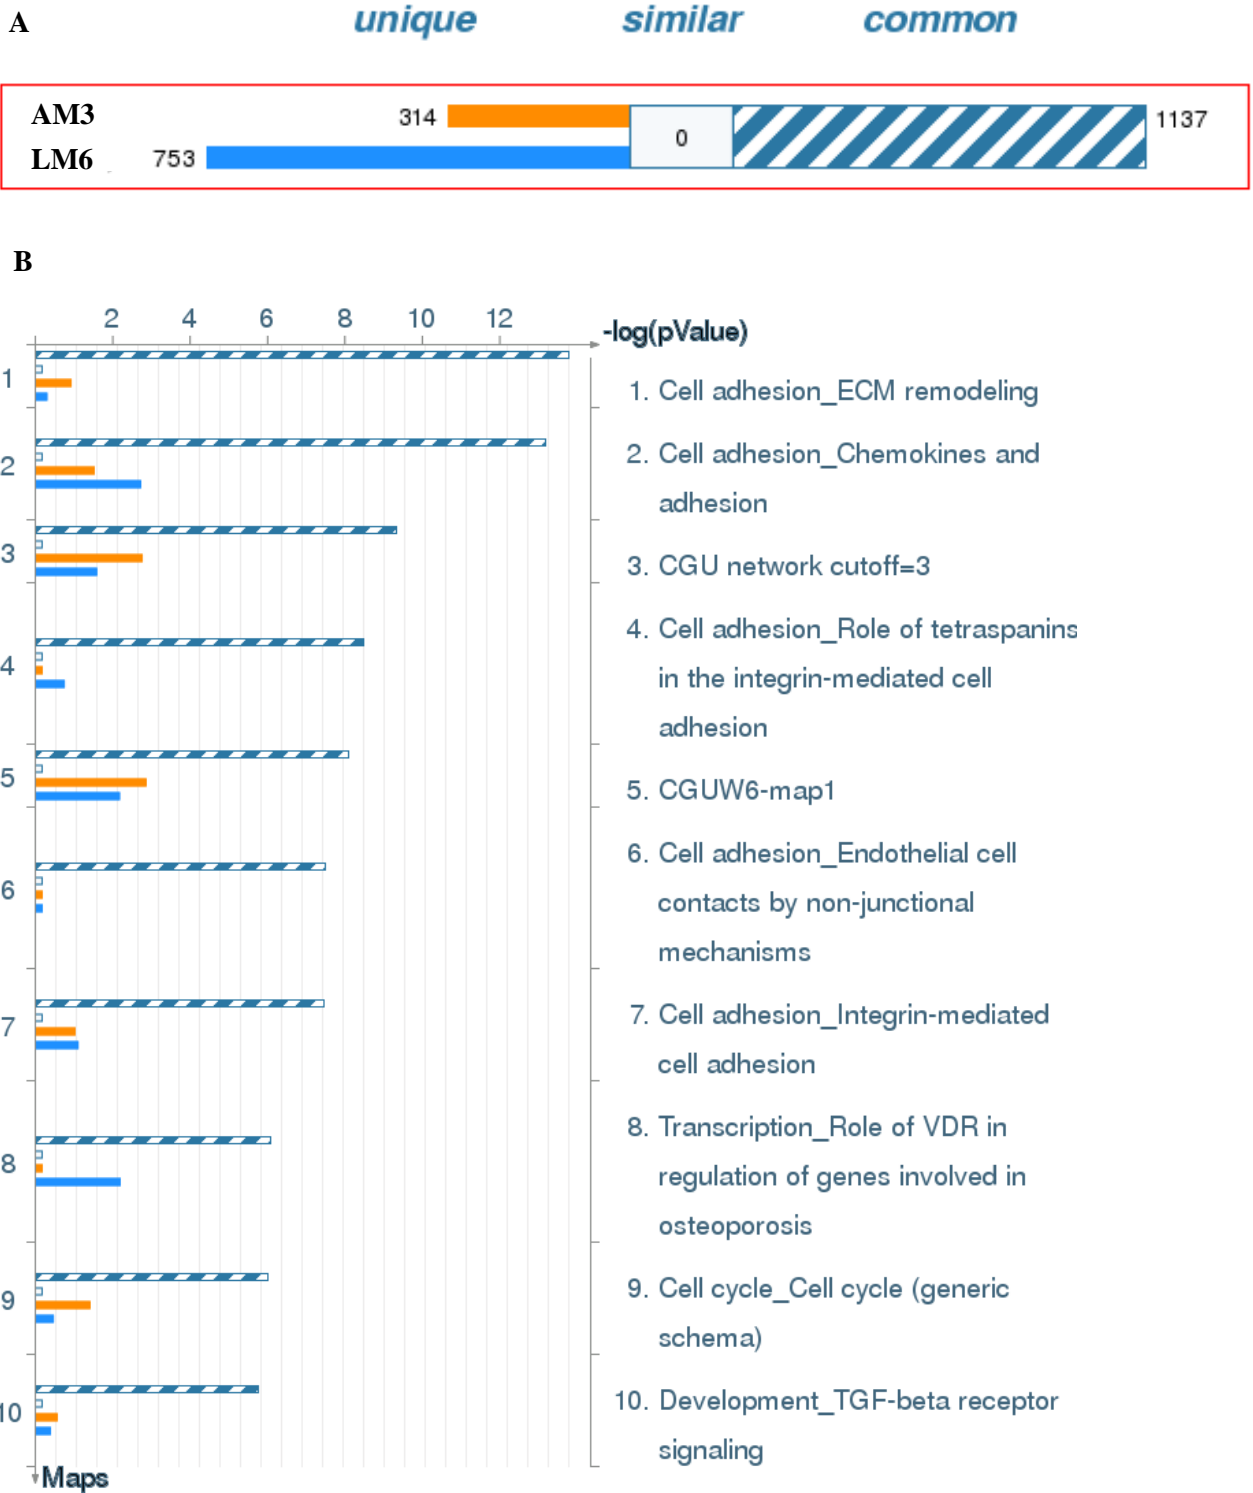 A
unique similar common
AM3 314 0 1137
LM6 753
B
2 4 6 8 10 12
-log(pValue)
1
2
3
4
5
6
7
8
9
10
Maps
1. Cell adhesion_ECM remodeling
2. Cell adhesion_Chemokines and
adhesion
3. CGU network cutoff=3
4. Cell adhesion_Role of tetraspanins
in the integrin-mediated cell
adhesion
5. CGUW6-map1
6. Cell adhesion_Endothelial cell
contacts by non-junctional
mechanisms
7. Cell adhesion_Integrin-mediated
cell adhesion
8. Transcription_Role of VDR in
regulation of genes involved in
osteoporosis
9. Cell cycle_Cell cycle (generic
schema)
10. Development_TGF-beta receptor
signaling